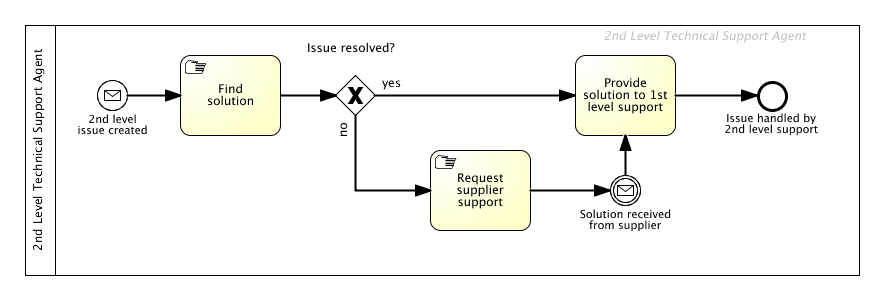 2nd Level Technical Support Agent
2nd Level Technical Support Agent
Issue resolved?
2nd level
issue created
Find
solution
yes
no
Provide
solution to 1st
level support
Issue handled by
2nd level support
Request
supplier
support
Solution received
from supplier